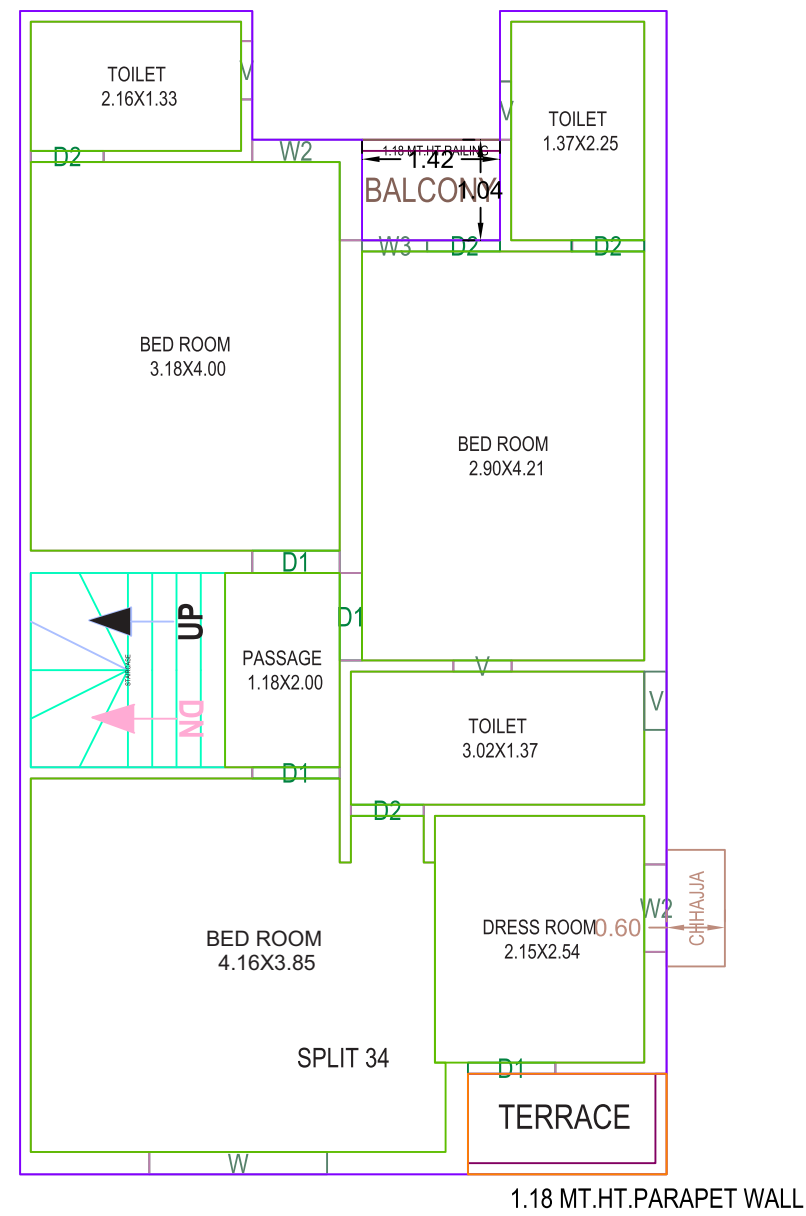 TOILET
2.16X1.33
V
V
TOILET
1.37X2.25
W2
1.18 MT.HT.RAILING
1.42
D2
BALCONY
1.04
W3
D2
D2
BED ROOM
3.18X4.00
BED ROOM
2.90X4.21
D1
D1
UP
STAIRCASE
DN
PASSAGE
1.18X2.00
V
V
TOILET
3.02X1.37
D1
D2
CHHAJJA
W2
0.60
DRESS ROOM
2.15X2.54
BED ROOM
4.16X3.85
SPLIT 34
D1
TERRACE
W
1.18 MT.HT.PARAPET WALL